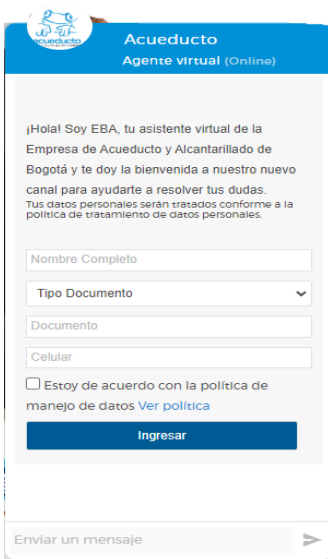 acueducto
Acueducto
Agente virtual (Online)
¡Hola! Soy EBA, tu asistente virtual de la
Empresa de Acueducto y Alcantarillado de
Bogotá y te doy la bienvenida a nuestro nuevo
canal para ayudarte a resolver tus dudas.
Tus datos personales serán tratados conforme a la
política de tratamiento de datos personales.
Nombre Completo
Tipo Documento
Documento
Celular
Estoy de acuerdo con la política de
manejo de datos Ver política
Ingresar
Enviar un mensaje